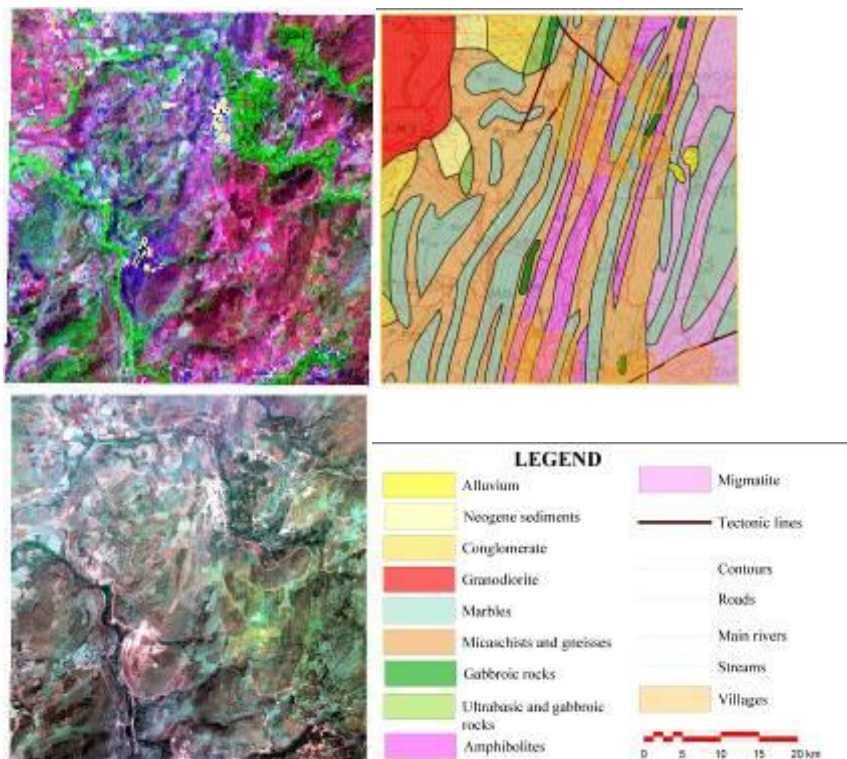 LEGEND
Alluvium
Neogene sediments
Conglomerate
Granodiorite
Marbles
Micaschists and gneisses
Gabbroic rocks
Ultrabasic and gabbroic
rocks
Amphibolites
Migmatite
Tectonic lines
Contours
Roads
Main rivers
Streams
Villages
0 5 10 15 20 km